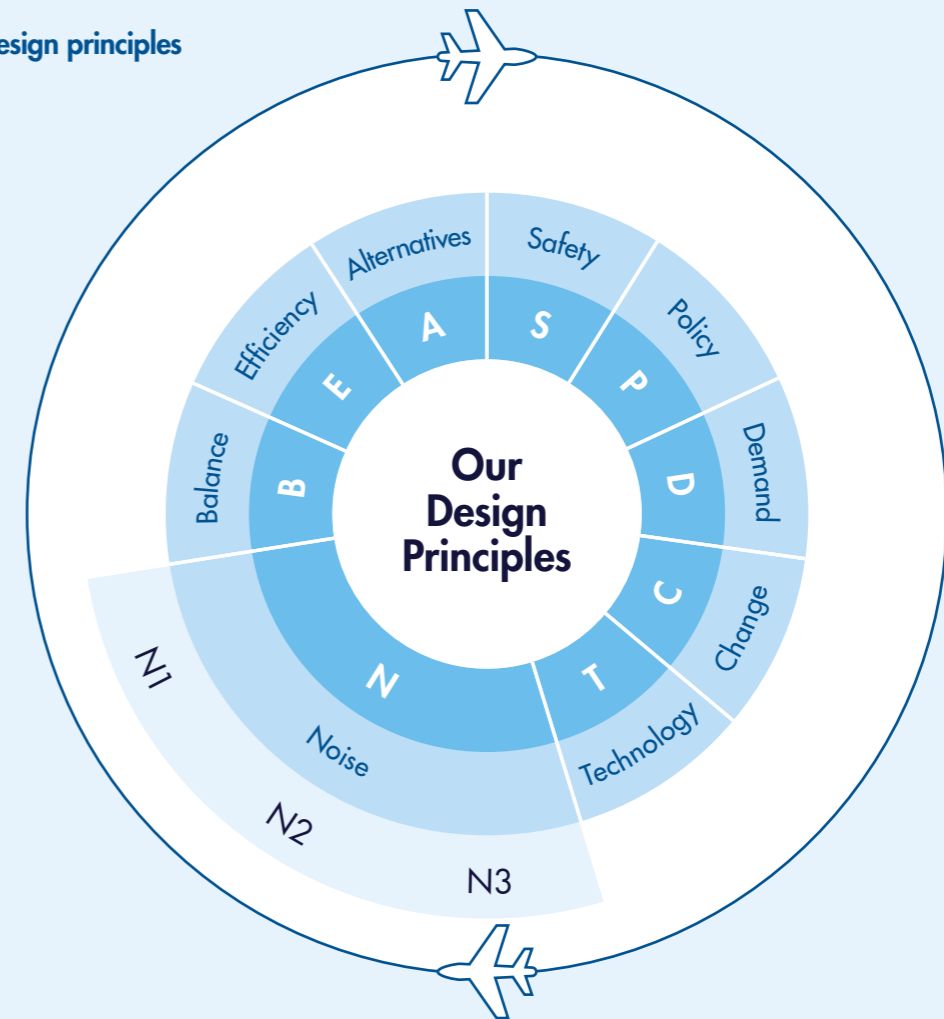 esign principles
Our
Design
Principles
S
Safety
P
Policy
D
Demand
C
Change
T
Technology
N
Noise
N1
N2
N3
B
Balance
E
Efficiency
A
Alternatives